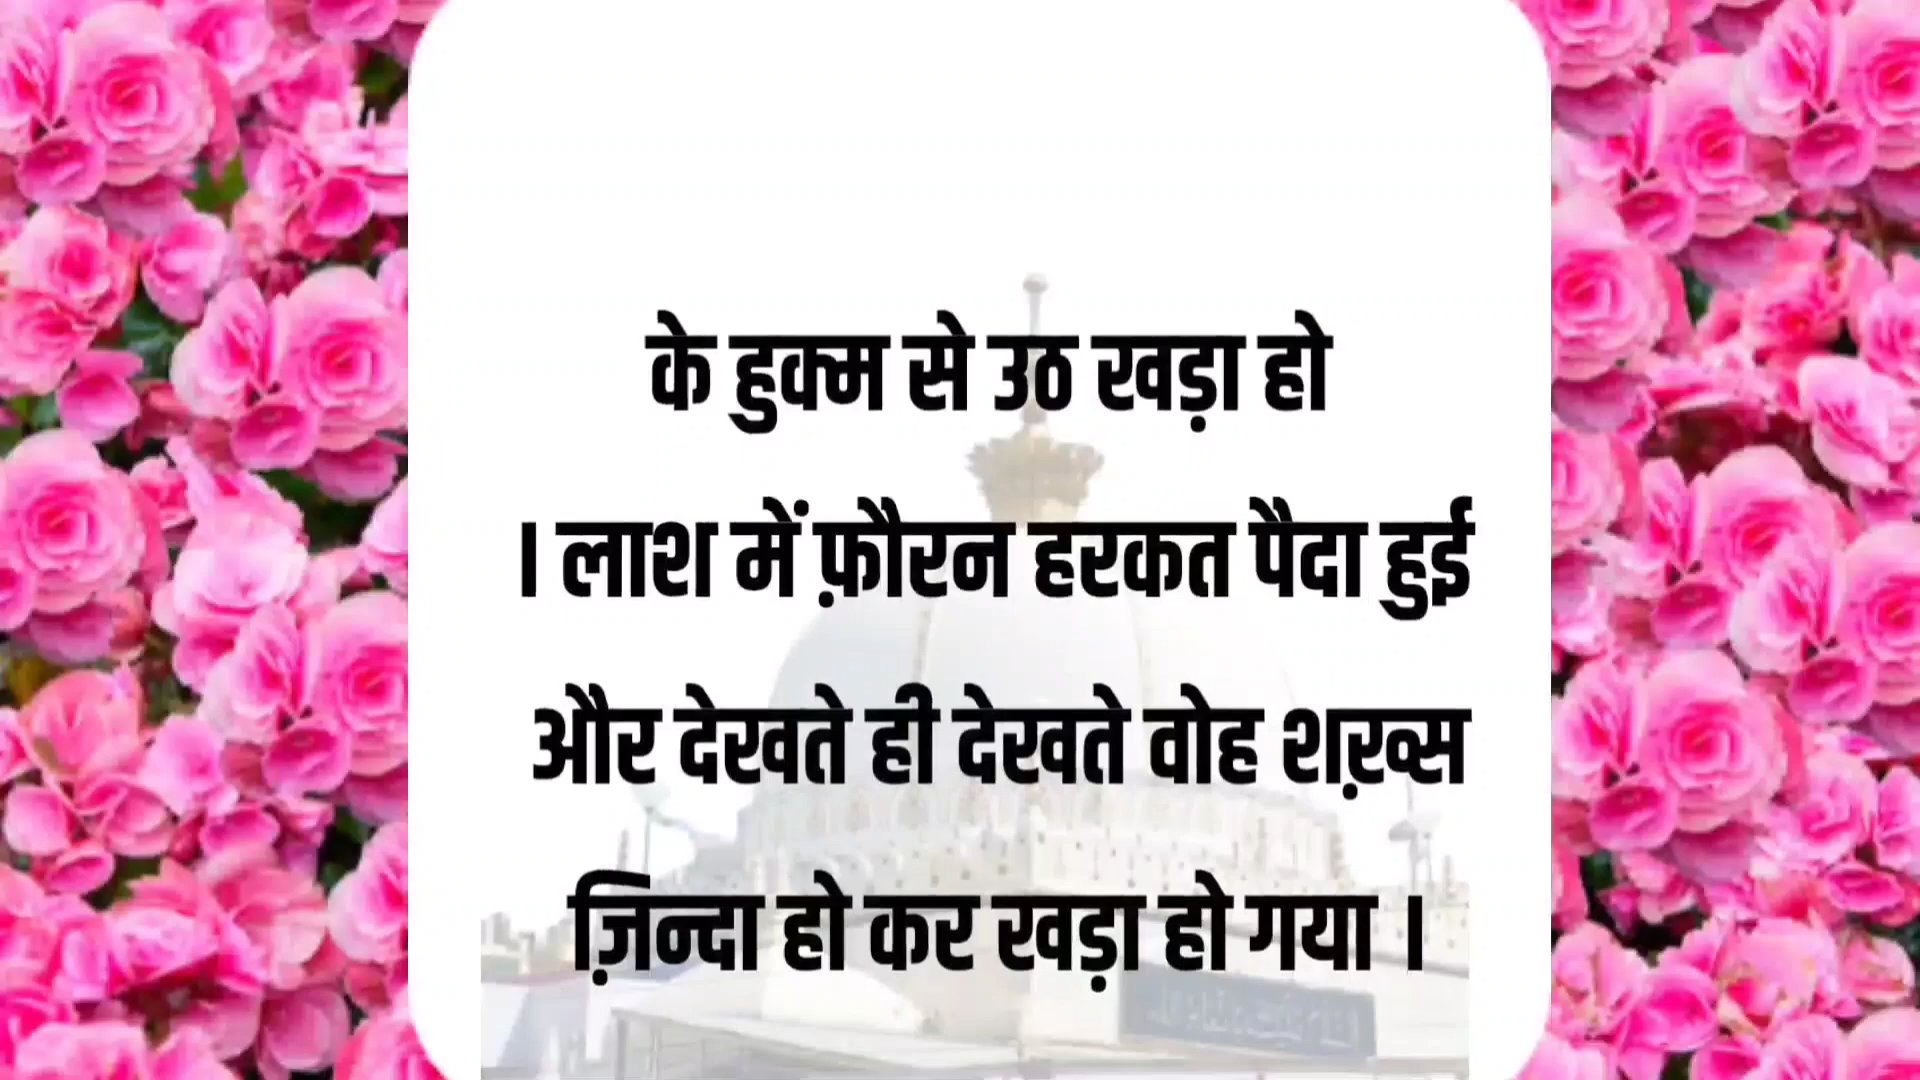 के हुक्म से उठ खड़ा हो
। लाश में फ़ौरन हरकत पैदा हुई
और देखते ही देखते वोह शख़्स
ज़िन्दा हो कर खड़ा हो गया ।